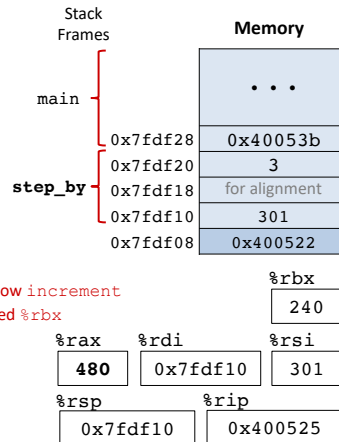 Stack
Frames
Memory
main
• • •
0x7fdf28
0x40053b
0x7fdf20
3
step_by
0x7fdf18
for alignment
0x7fdf10
301
0x7fdf08
0x400522
%rbx
240
ow increment
ed %rbx
%rax
%rdi
%rsi
480
0x7fdf10
301
%rsp
%rip
0x7fdf10
0x400525